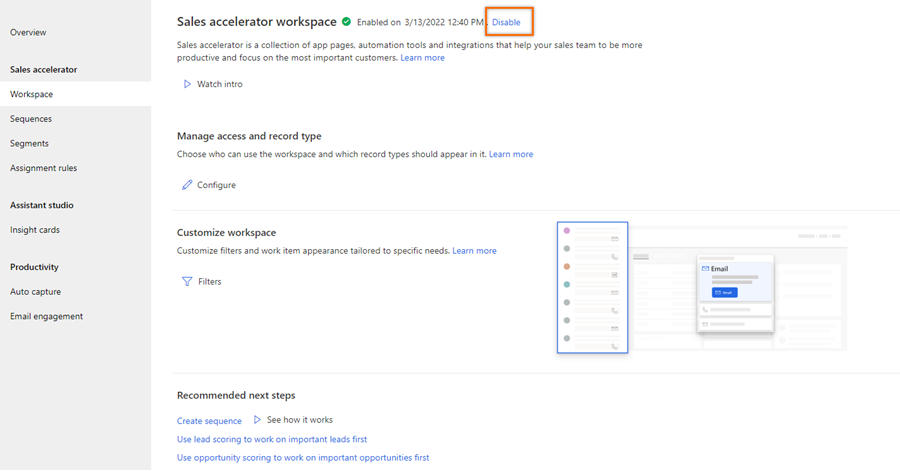 Overview
Sales accelerator
Workspace
Sequences
Segments
Assignment rules
Assistant studio
Insight cards
Productivity
Auto capture
Email engagement
Sales accelerator workspace Enabled on 3/13/2022 12:40 PM. Disable
Sales accelerator is a collection of app pages, automation tools and integrations that help your sales team to be more
productive and focus on the most important customers. Learn more
Watch intro
Manage access and record type
Choose who can use the workspace and which record types should appear in it. Learn more
Configure
Customize workspace
Customize filters and work item appearance tailored to specific needs. Learn more
Filters
Email
Email
Recommended next steps
Create sequence See how it works
Use lead scoring to work on important leads first
Use opportunity scoring to work on important opportunities first